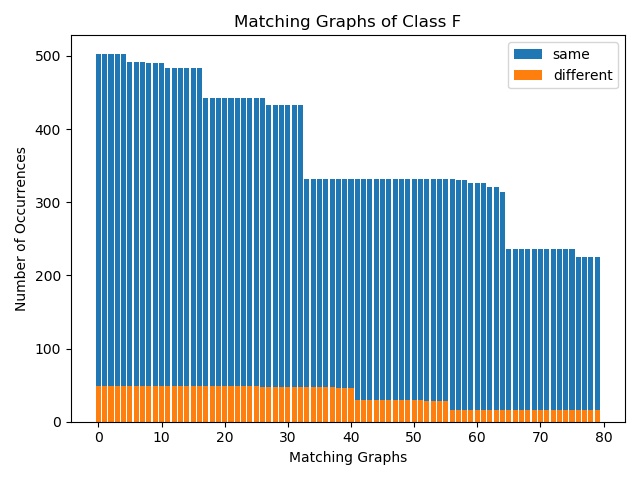 Matching Graphs of Class F
same
different
Number of Occurrences
500
400
300
200
100
0
0 10 20 30 40 50 60 70 80
Matching Graphs